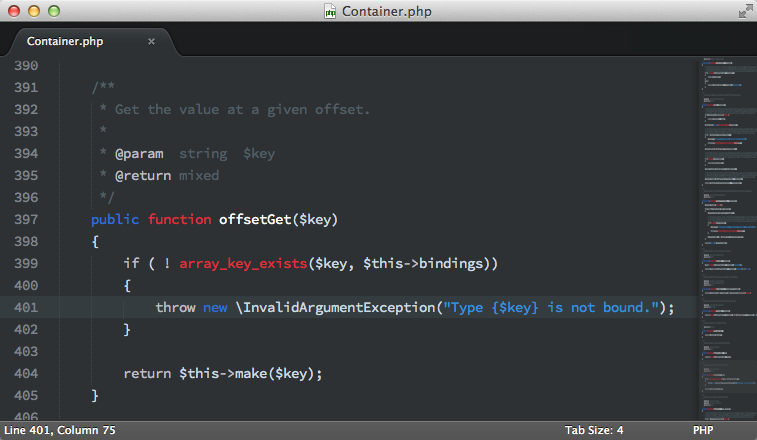 Container.php
Container.php ×
390
391 /**
392 * Get the value at a given offset.
393 *
394 * @param  string  $key
395 * @return mixed
396 */
397 public function offsetGet($key)
398 {
399 if ( ! array_key_exists($key, $this->bindings))
400 {
401 throw new \InvalidArgumentException("Type {$key} is not bound.");
402 }
403
404 return $this->make($key);
405 }
406
Line 401, Column 75 Tab Size: 4 PHP